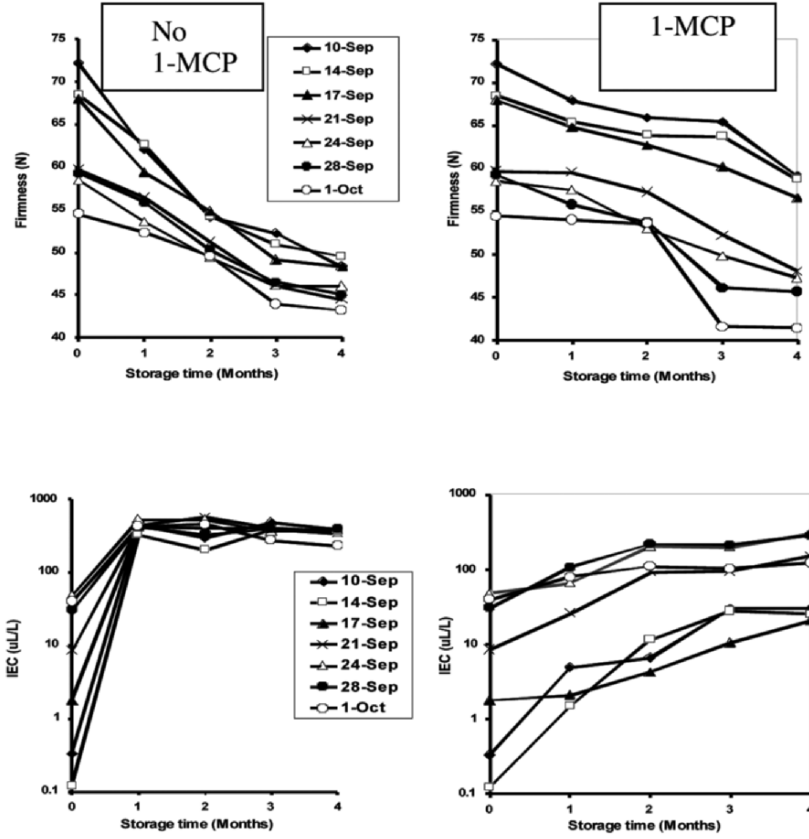 No
1-MCP
1-MCP
75
70
65
60
55
50
45
40
Firmness (N)
0 1 2 3 4
Storage time (Months)
10-Sep
14-Sep
17-Sep
21-Sep
24-Sep
28-Sep
1-Oct
75
70
65
60
55
50
45
40
Firmness (N)
0 1 2 3 4
Storage time (Months)
1000
100
10
1
0.1
IEC (uL/L)
0 1 2 3 4
Storage time (Months)
10-Sep
14-Sep
17-Sep
21-Sep
24-Sep
28-Sep
1-Oct
1000
100
10
1
0.1
IEC (uL/L)
0 1 2 3 4
Storage time (Months)